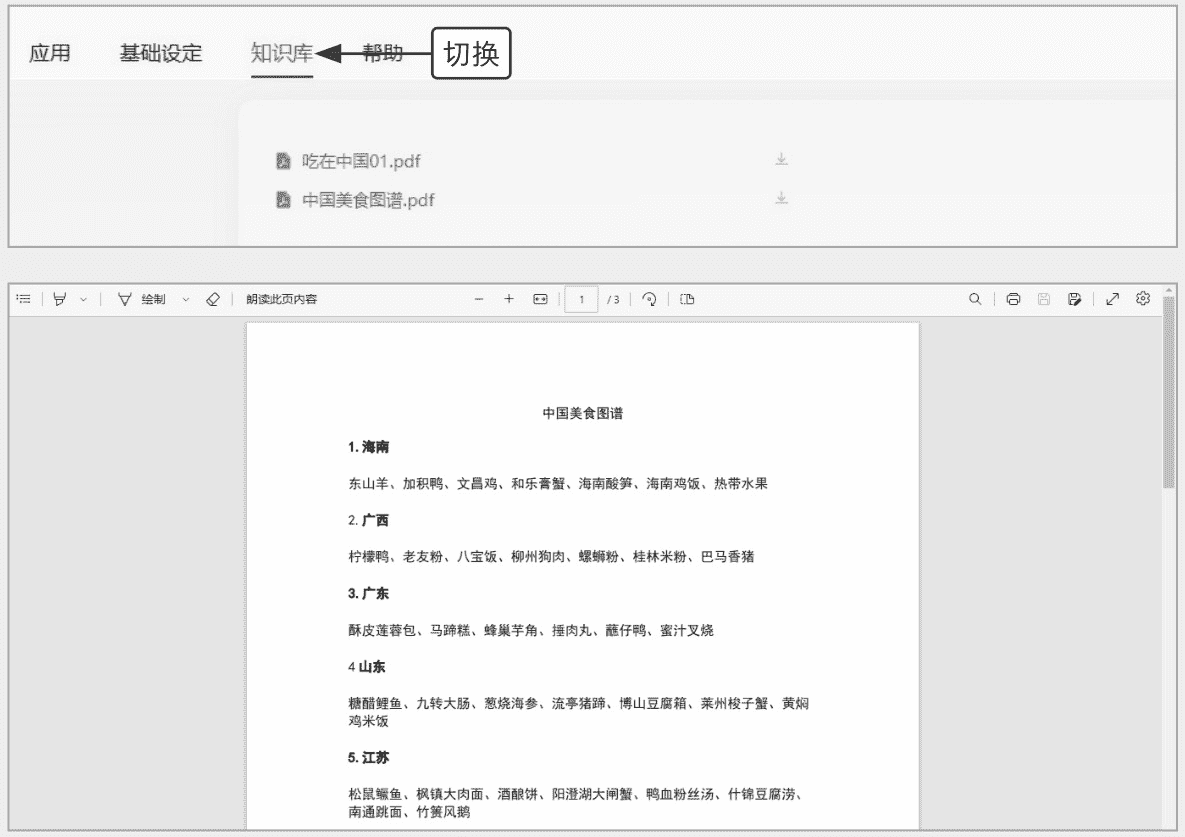 应用 基础设定 知识库 帮助 切换
吃在中国01.pdf
中国美食图谱.pdf
绘制 朗读此页内容 1 /3
中国美食图谱
1. 海南
东山羊、加积鸭、文昌鸡、和乐膏蟹、海南酸笋、海南鸡饭、热带水果
2. 广西
柠檬鸭、老友粉、八宝饭、柳州狗肉、螺蛳粉、桂林米粉、巴马香猪
3. 广东
酥皮莲蓉包、马蹄糕、蜂巢芋角、捶肉丸、蘸仔鸭、蜜汁叉烧
4 山东
糖醋鲤鱼、九转大肠、葱烧海参、流亭猪蹄、博山豆腐箱、莱州梭子蟹、黄焖
鸡米饭
5. 江苏
松鼠鳜鱼、枫镇大肉面、酒酿饼、阳澄湖大闸蟹、鸭血粉丝汤、什锦豆腐涝、
南通跳面、竹篑风鹅